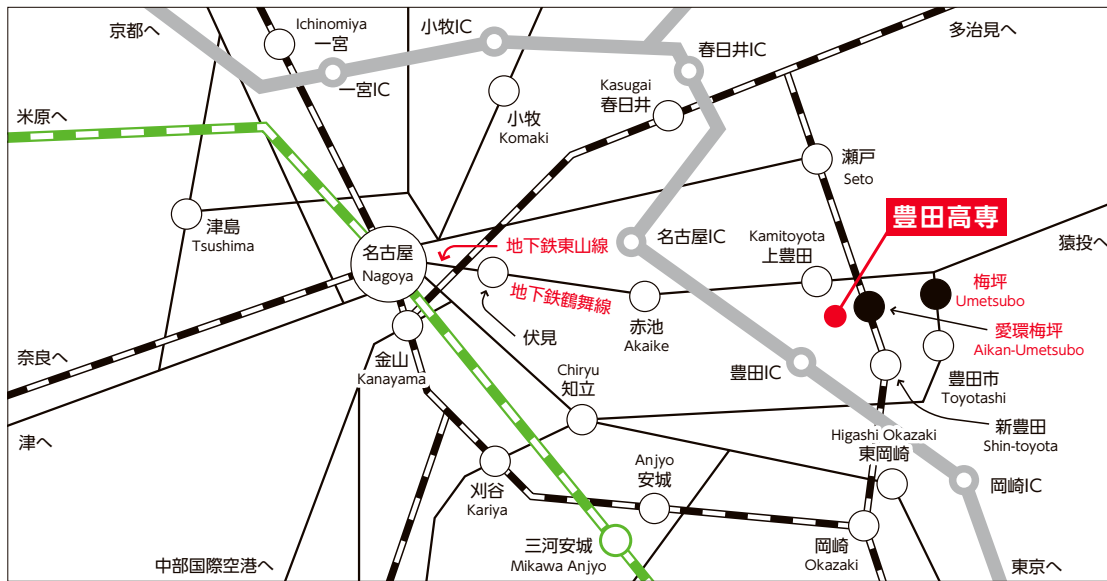 京都へ
Ichinomiya
一宮
小牧IC
春日井IC
多治見へ
一宮IC
Kasugai
春日井
小牧
Komaki
米原へ
瀬戸
Seto
津島
Tsushima
豊田高専
名古屋
Nagoya
地下鉄東山線
名古屋IC
Kamitoyota
上豊田
猿投へ
地下鉄鶴舞線
梅坪
Umetsubo
伏見
赤池
Akaike
愛環梅坪
Aikan-Umetsubo
奈良へ
金山
Kanayama
Chiryu
知立
豊田IC
豊田市
Toyotashi
津へ
新豊田
Shin-toyota
Higashi Okazaki
東岡崎
Anjyo
安城
刈谷
Kariya
岡崎IC
三河安城
Mikawa Anjyo
岡崎
Okazaki
中部国際空港へ
東京へ